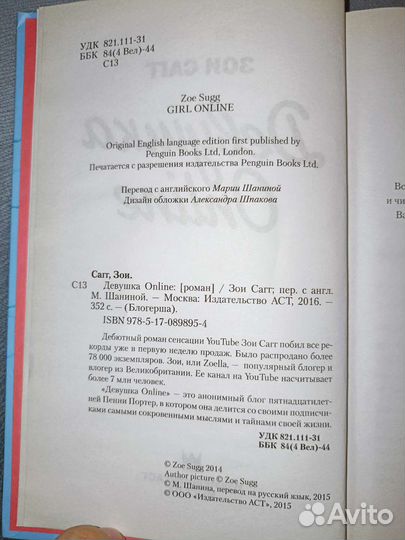 УДК 821.111-31
ББК 84(4 Вел)-44
С13
Zoe Sugg
GIRL ONLINE
Original English language edition first published by
Penguin Books Ltd, London.
Печатается с разрешения издательства Penguin Books Ltd.
Перевод с английского Марии Шаниной
Дизайн обложки Александра Шпакова
Сагг, Зои.
С13 Девушка Online: [роман] / Зои Сагг; пер. с англ.
М. Шаниной. – Москва: Издательство АСТ, 2016. –
352 с. – (Блогерша).
ISBN 978-5-17-089895-4
Дебютный роман сенсации YouTube Зои Сагг побил все ре-
корды уже в первую неделю продаж. Было распродано более
78 000 экземпляров. Зои, или Zoella, – популярный блогер и
влогер из Великобритании. Ее канал на YouTube насчитывает
более 7 млн человек.
«Девушка Online» – это анонимный блог пятнадцатилет-
ней Пенни Портер, в котором она делится со своими подписчи-
ками самыми сокровенными мыслями и тайнами своей жизни.
УДК 821.111-31
ББК 84(4 Вел)-44
© Zoe Sugg 2014
Author picture © Zoe Sugg
© М. Шанина, перевод на русский язык, 2015
© ООО «Издательство АСТ», 2015
Во
и чи
Ва
Avito